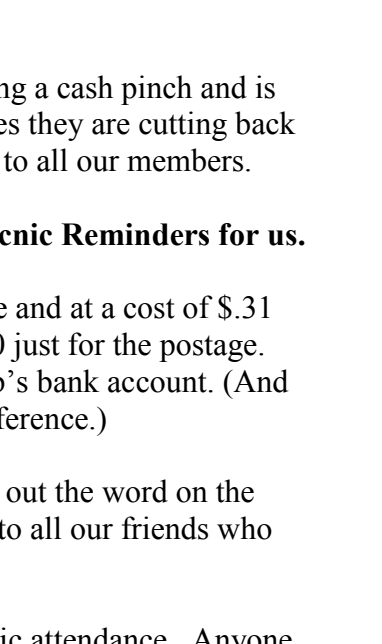 ng a cash pinch and is
es they are cutting back
to all our members.
cnic Reminders for us.
e and at a cost of $.31
0 just for the postage.
b's bank account. (And
ference.)
out the word on the
to all our friends who
ic attendance. Anyone